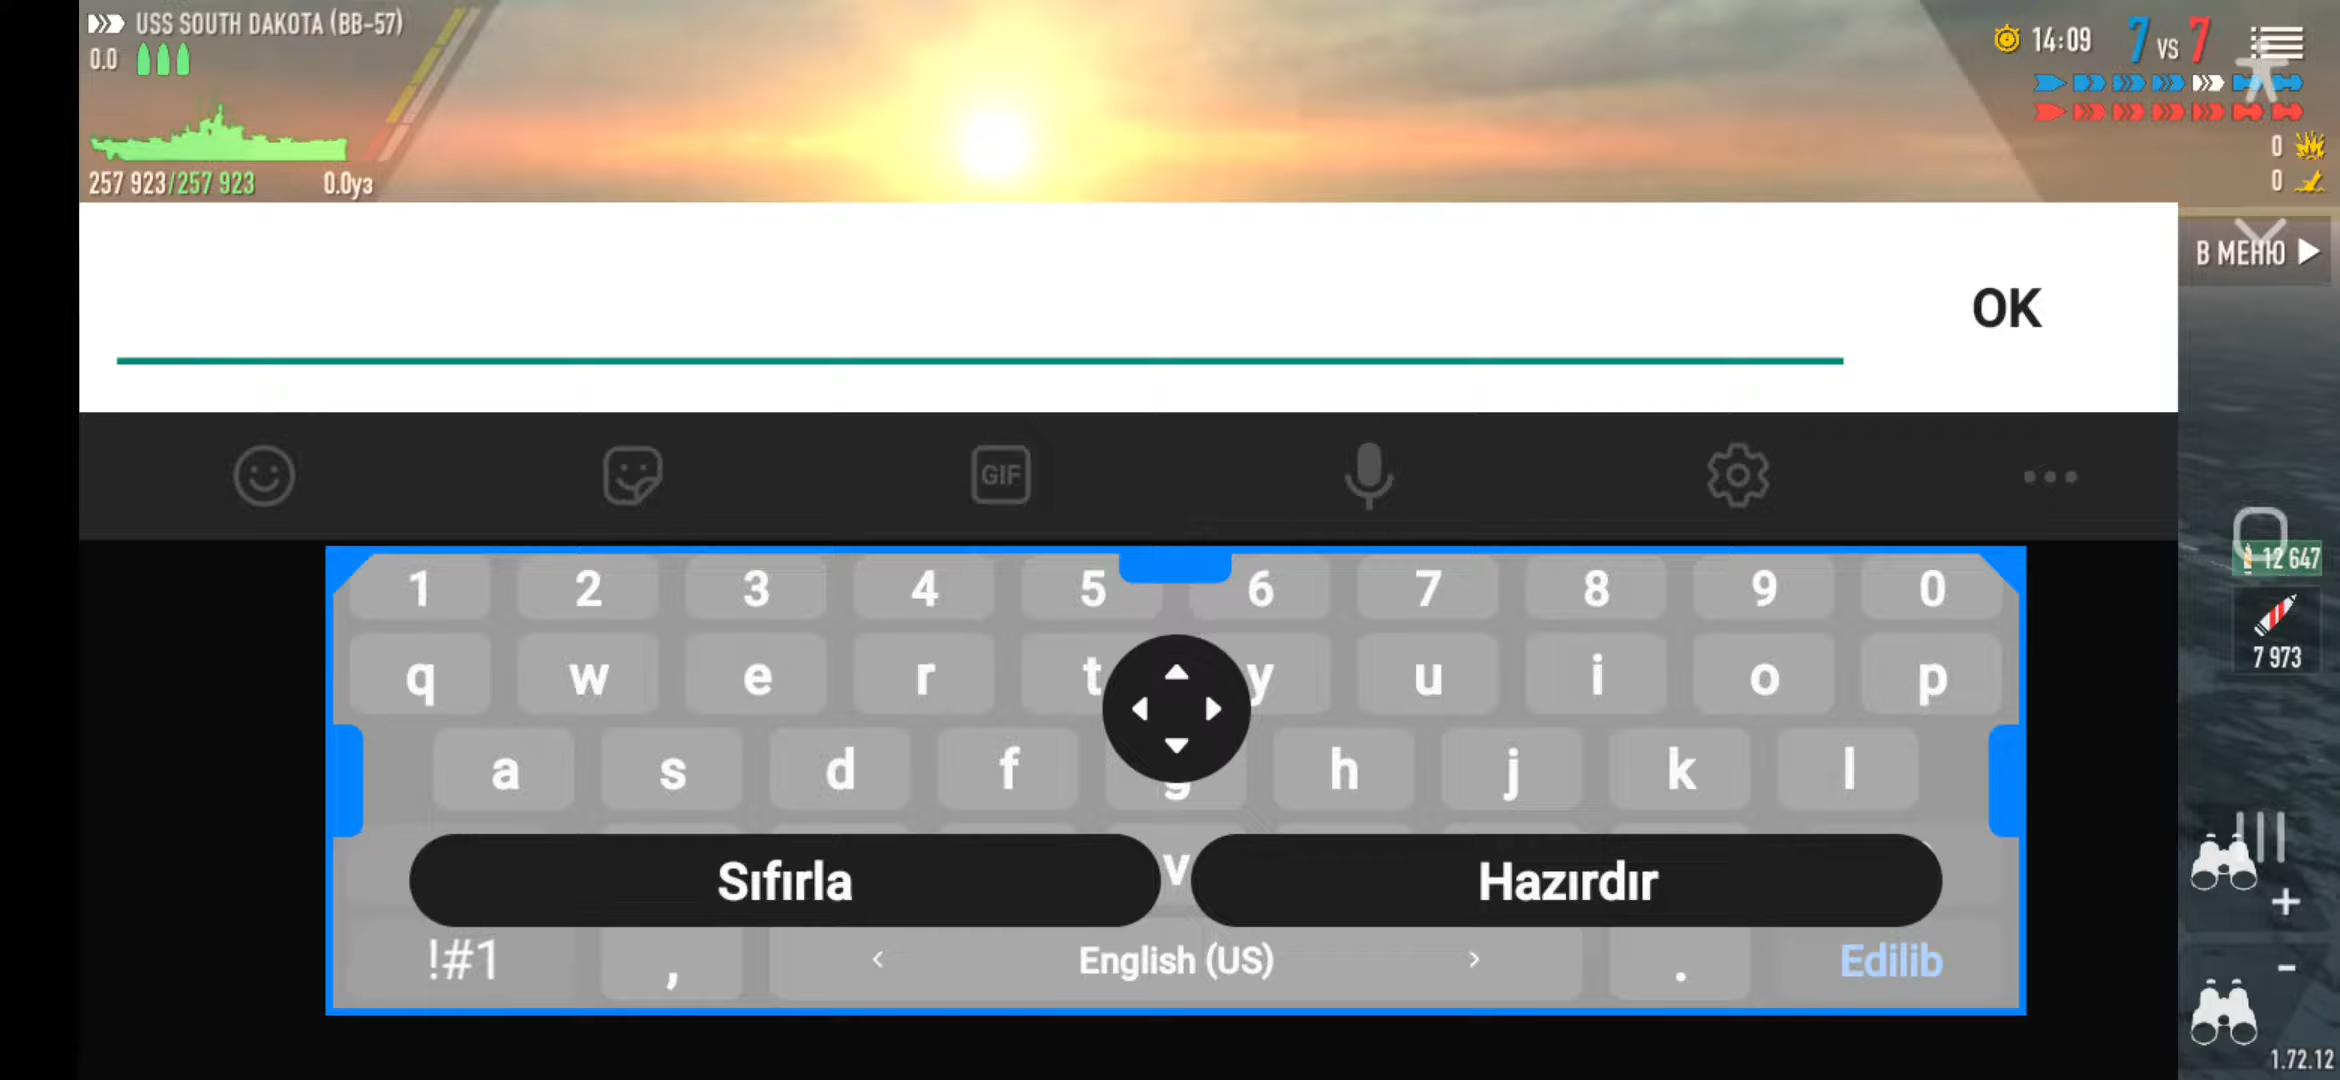 USS SOUTH DAKOTA (BB-57)
14:09 7 VS 7
0.0
0
0
257 923/257 923 0.0уз
В МЕНЮ
OK
GIF
12 647
7 973
1 2 3 4 5 6 7 8 9 0
q w e r t y u i o p
a s d f g h j k l
Sıfırla v Hazırdır
+
!#1 , < English (US) > . Edilib
-
1.72.12